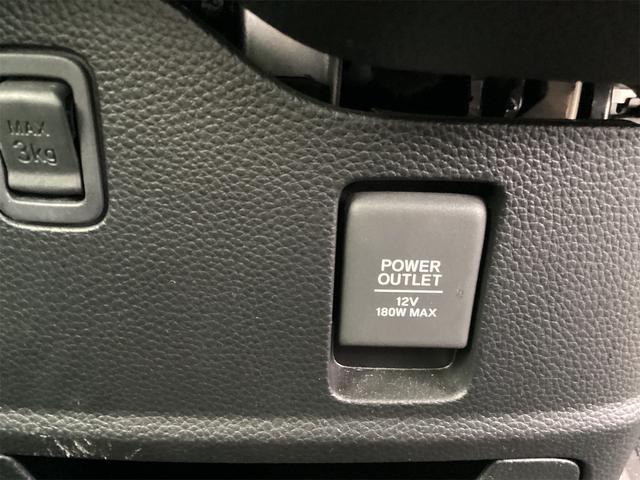 MAX
3kg
POWER
OUTLET
12V
180W MAX